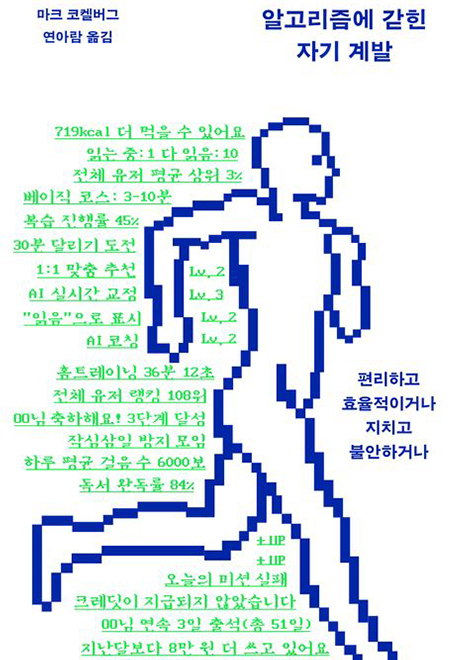 마크 코켈버그
연아람 옮김
알고리즘에 갇힌
자기 계발
719kcal 더 먹을 수 있어요
읽는 중:1 다 읽음:10
전체 유저 평균 상위 3%
베이직 코스: 3-10분
복습 진행률 45%
30분 달리기 도전
1:1 맞춤 추천
Lv.2
AI 실시간 교정
Lv.3
"읽음"으로 표시
Lv.2
AI 코칭
Lv.2
홈트레이닝 36분 12초
전체 유저 랭킹 108위
00님 축하해요! 3단계 달성
작심삼일 방지 모임
하루 평균 걸음 수 6000보
독서 완독률 84%
편리하고
효율적이거나
지치고
불안하거나
+UP
+UP
오늘의 미션 실패
크레딧이 지급되지 않았습니다
00님 연속 3일 출석(총 51일)
지난달보다 8만 원 더 쓰고 있어요